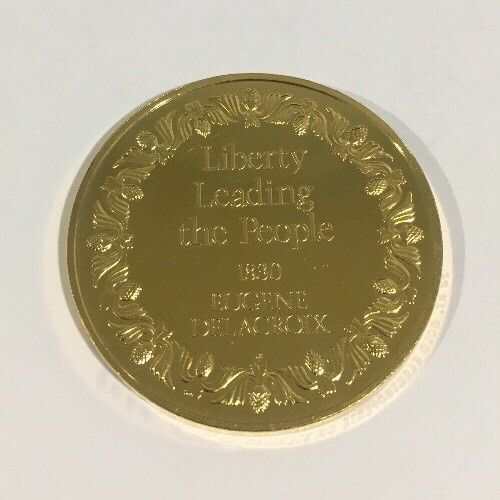 Liberty
Leading
the People
1830
EUGENE
DELACROIX